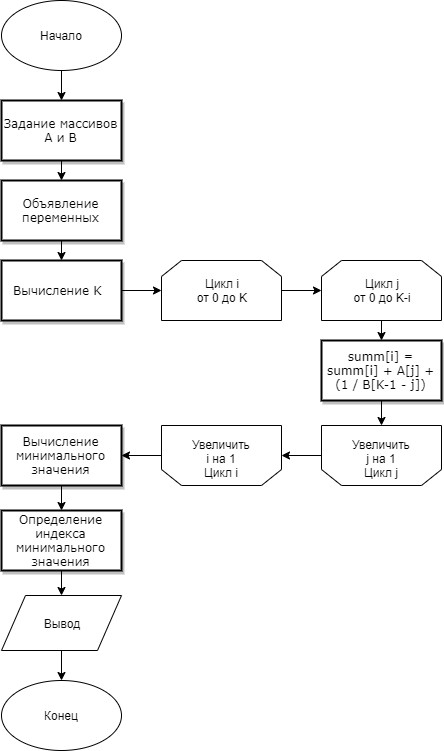 Начало
Задание массивов
А и В
Объявление
переменных
Вычисление K
Цикл i
от 0 до K
Цикл j
от 0 до K-i
summ[i] =
summ[i] + A[j] +
(1 / B[K-1 - j])
Увеличить
j на 1
Цикл j
Увеличить
i на 1
Цикл i
Вычисление
минимального
значения
Определение
индекса
минимального
значения
Вывод
Конец